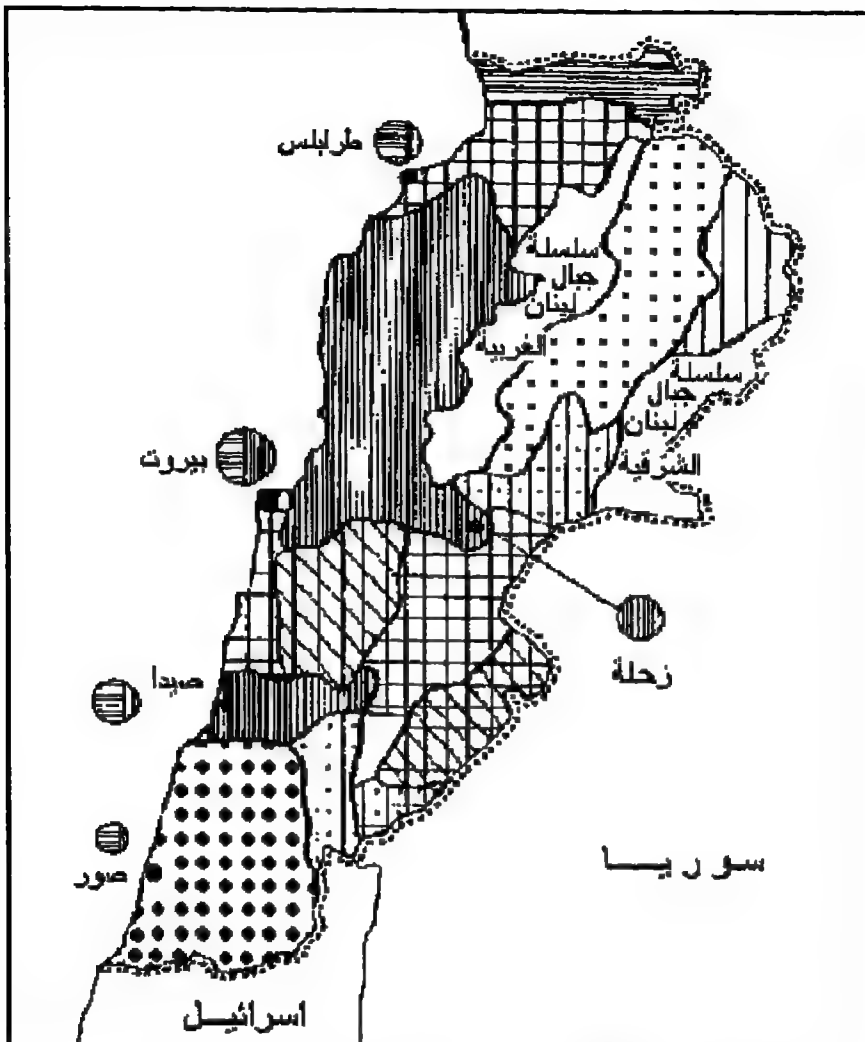 طرابلس
سلسلة
جبال
لبنان
الغربية
سلسلة
جبال
لبنان
الشرقية
بيروت
زحلة
صيدا
صور
سوريا
اسرائيل